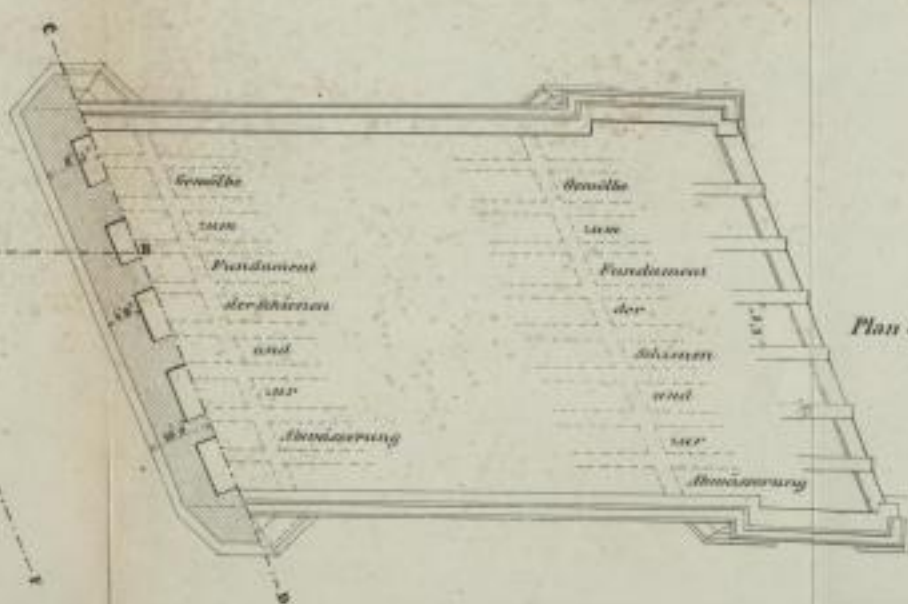 C
Gewölbe
zum
Fundament
der Schienen
und
zur
Abwässerung
Gewölbe
zum
Fundament
der
Schienen
und
zur
Abwässerung
B
Plan
F
D